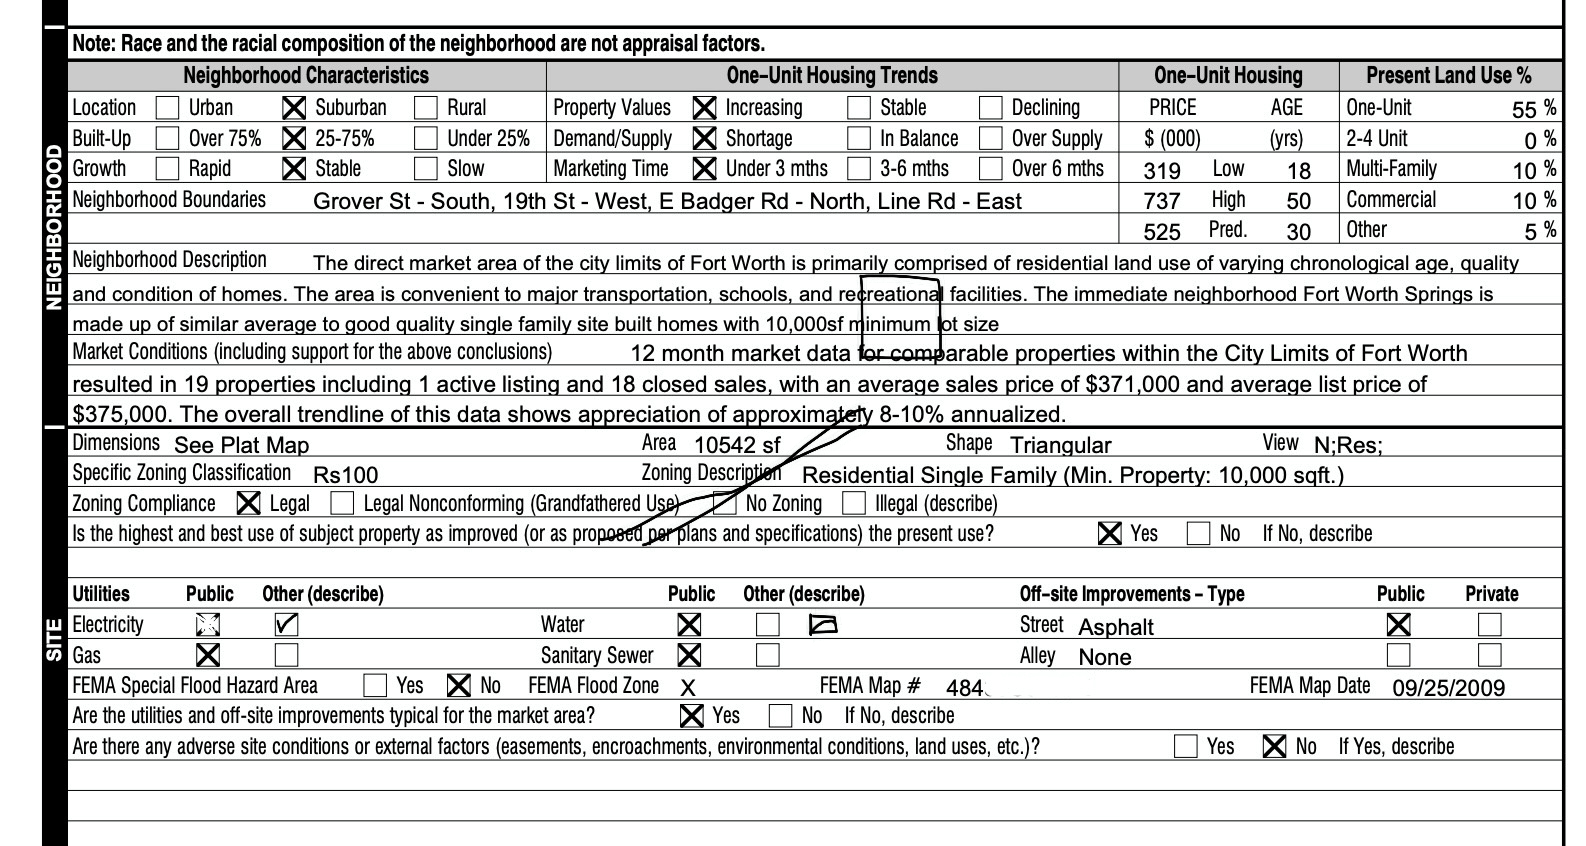 Note: Race and the racial composition of the neighborhood are not appraisal factors.
NEIGHBORHOOD
Neighborhood Characteristics One–Unit Housing Trends One–Unit Housing Present Land Use %
Location Urban Suburban Rural Property Values Increasing Stable Declining PRICE AGE One-Unit 55 %
Built-Up Over 75% 25-75% Under 25% Demand/Supply Shortage In Balance Over Supply $ (000) (yrs) 2-4 Unit 0 %
Growth Rapid Stable Slow Marketing Time Under 3 mths 3-6 mths Over 6 mths 319 Low 18 Multi-Family 10 %
Neighborhood Boundaries Grover St - South, 19th St - West, E Badger Rd - North, Line Rd - East 737 High 50 Commercial 10 %
525 Pred. 30 Other 5 %
Neighborhood Description The direct market area of the city limits of Fort Worth is primarily comprised of residential land use of varying chronological age, quality
and condition of homes. The area is convenient to major transportation, schools, and recreational facilities. The immediate neighborhood Fort Worth Springs is
made up of similar average to good quality single family site built homes with 10,000sf minimum lot size
Market Conditions (including support for the above conclusions) 12 month market data for comparable properties within the City Limits of Fort Worth
resulted in 19 properties including 1 active listing and 18 closed sales, with an average sales price of $371,000 and average list price of
$375,000. The overall trendline of this data shows appreciation of approximately 8-10% annualized.
SITE
Dimensions See Plat Map Area 10542 sf Shape Triangular View N;Res;
Specific Zoning Classification Rs100 Zoning Description Residential Single Family (Min. Property: 10,000 sqft.)
Zoning Compliance Legal Legal Nonconforming (Grandfathered Use) No Zoning Illegal (describe)
Is the highest and best use of subject property as improved (or as proposed per plans and specifications) the present use? Yes No If No, describe
Utilities Public Other (describe) Public Other (describe) Off–site Improvements – Type Public Private
Electricity Water Street Asphalt
Gas Sanitary Sewer Alley None
FEMA Special Flood Hazard Area Yes No FEMA Flood Zone X FEMA Map # 484 FEMA Map Date 09/25/2009
Are the utilities and off-site improvements typical for the market area? Yes No If No, describe
Are there any adverse site conditions or external factors (easements, encroachments, environmental conditions, land uses, etc.)? Yes No If Yes, describe